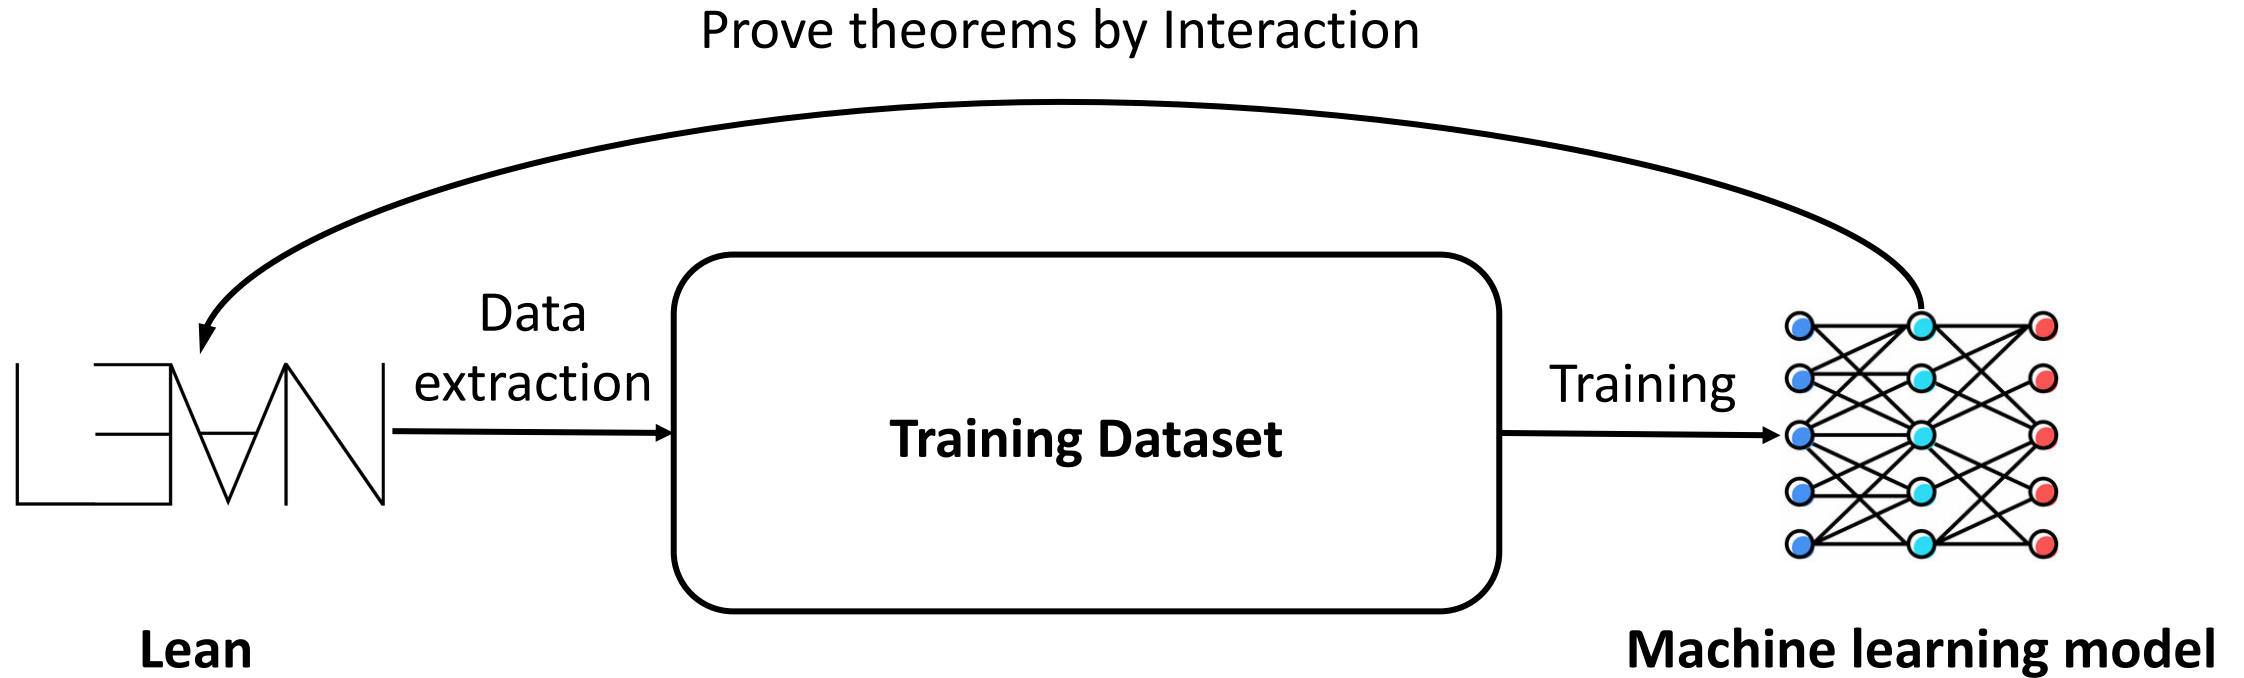 Prove theorems by Interaction
Data
extraction
Training Dataset
Training
LEAN
Lean
Machine learning model